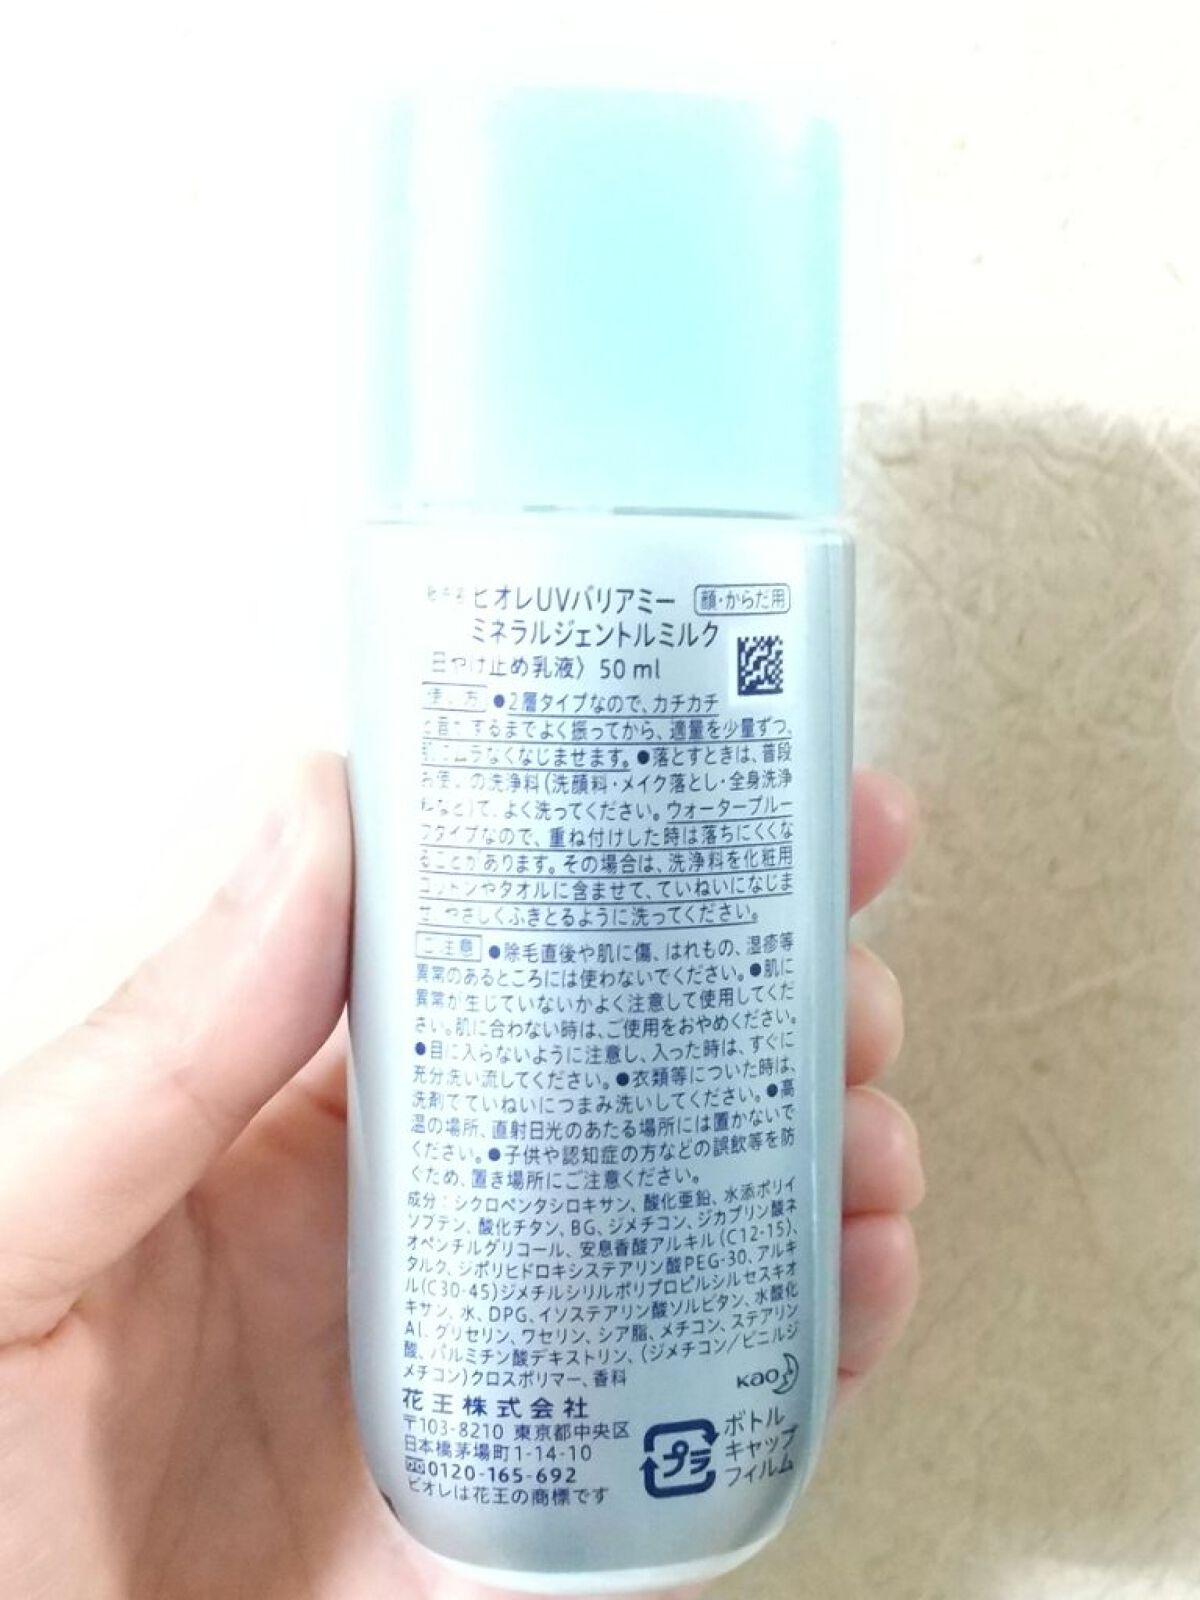 ビオレUVバリアミー 顔・からだ用
ミネラルジェントルミルク
日やけ止め乳液〉50 ml
使い方 ●2層タイプなので、カチカチ
と音がするまでよく振ってから、適量を少量ずつ、
肌にムラなくなじませます。●落とすときは、普段
お使いの洗浄料(洗顔料・メイク落とし・全身洗浄
料など)で、よく洗ってください。ウォータープルー
フタイプなので、重ね付けした時は落ちにくくな
ることがあります。その場合は、洗浄料を化粧用
コットンやタオルに含ませて、ていねいになじま
せ、やさしくふきとるように洗ってください。
ご注意 ●除毛直後や肌に傷、はれもの、湿疹等
異常のあるところには使わないでください。●肌に
異常が生じていないかよく注意して使用してくだ
さい。肌に合わない時は、ご使用をおやめください。
●目に入らないように注意し、入った時は、すぐに
充分洗い流してください。●衣類等についた時は、
洗剤でていねいにつまみ洗いしてください。●高
温の場所、直射日光のあたる場所には置かないで
ください。●子供や認知症の方などの誤飲等を防
ぐため、置き場所にご注意ください。
成分：シクロペンタシロキサン、酸化亜鉛、水添ポリイ
ソブテン、酸化チタン、BG、ジメチコン、ジカプリン酸ネ
オペンチルグリコール、安息香酸アルキル(C12-15)、
タルク、ジポリヒドロキシステアリン酸PEG-30、アルキ
ル(C30-45)ジメチルシリルポリプロピルシルセスキオ
キサン、水、DPG、イソステアリン酸ソルビタン、水酸化
Al、グリセリン、ワセリン、シア脂、メチコン、ステアリン
酸、パルミチン酸デキストリン、(ジメチコン/ビニルジ
メチコン)クロスポリマー、香料
Kao
花王株式会社
〒103-8210 東京都中央区
日本橋茅場町1-14-10
0120-165-692
ビオレは花王の商標です
プラ
ボトル
キャップ
フィルム